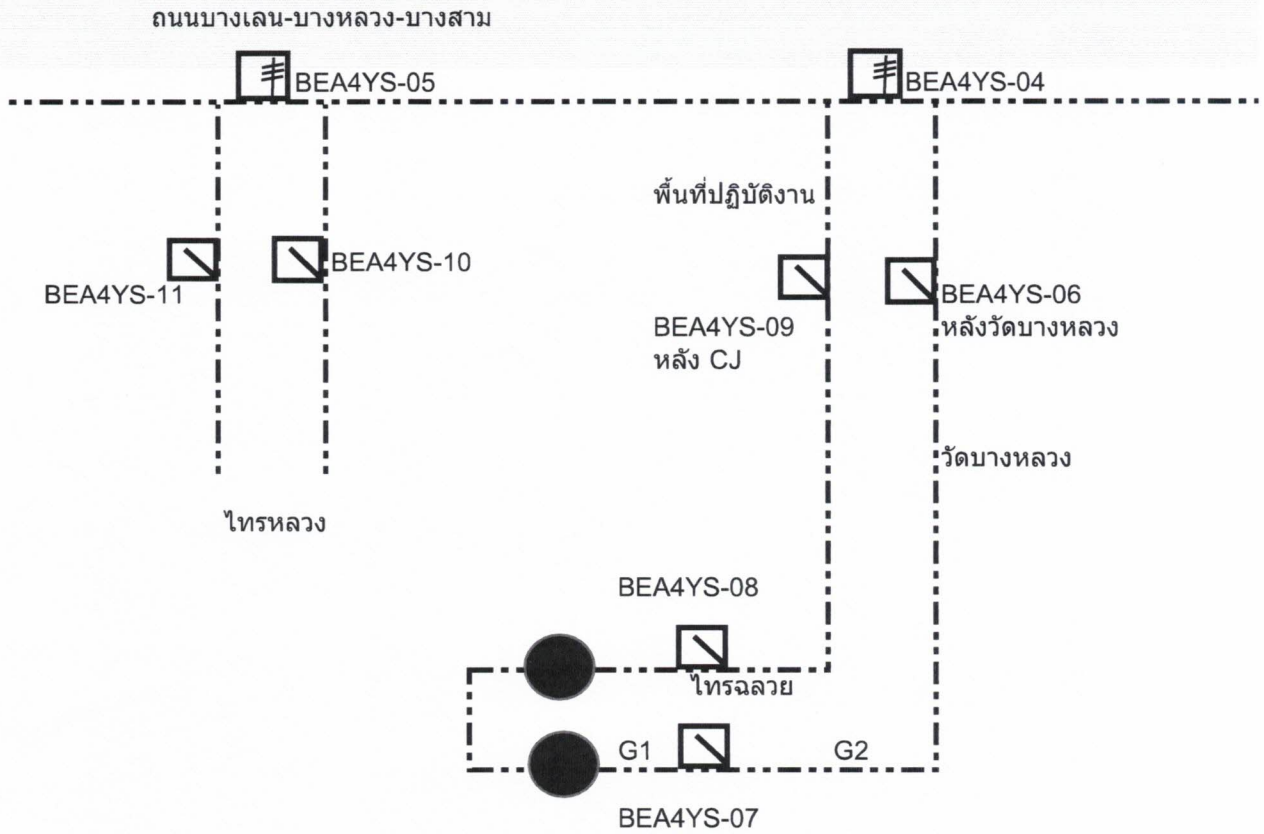 ถนนบางเลน-บางหลวง-บางสาม
BEA4YS-05
BEA4YS-04
พื้นที่ปฏิบัติงาน
BEA4YS-11
BEA4YS-10
BEA4YS-09
หลัง CJ
BEA4YS-06
หลังวัดบางหลวง
วัดบางหลวง
ไทรหลวง
BEA4YS-08
ไทรฉลวย
G1
G2
BEA4YS-07